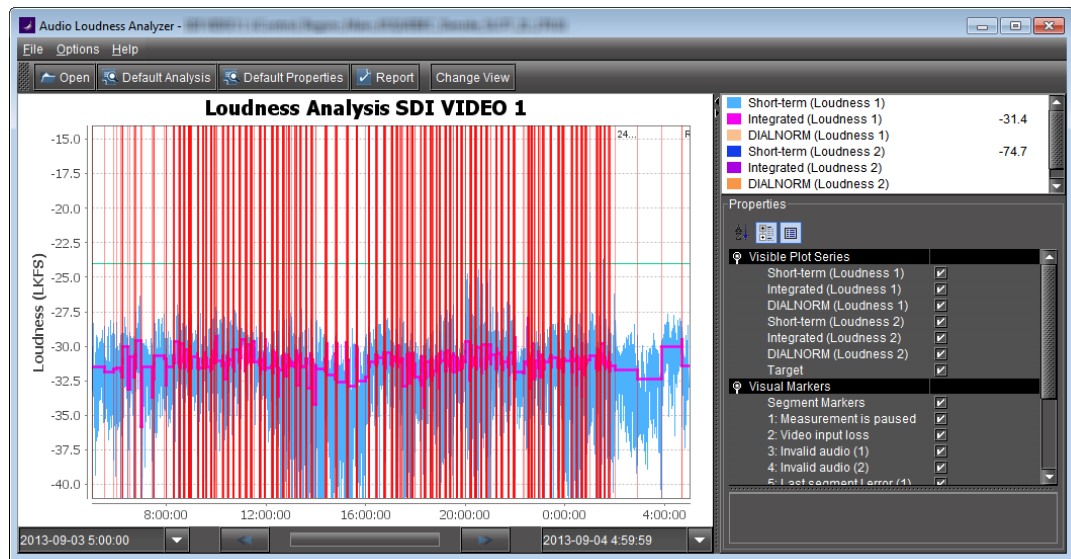 Audio Loudness Analyzer -
File Options Help
Open Default Analysis Default Properties Report Change View
Loudness Analysis SDI VIDEO 1
Loudness (LKFS)
-15.0
-17.5
-20.0
-22.5
-25.0
-27.5
-30.0
-32.5
-35.0
-37.5
-40.0
24...
R
8:00:00 12:00:00 16:00:00 20:00:00 0:00:00 4:00:00
2013-09-03 5:00:00
2013-09-04 4:59:59
Short-term (Loudness 1)
Integrated (Loudness 1) -31.4
DIALNORM (Loudness 1)
Short-term (Loudness 2) -74.7
Integrated (Loudness 2)
DIALNORM (Loudness 2)
Properties
Visible Plot Series
Short-term (Loudness 1)
Integrated (Loudness 1)
DIALNORM (Loudness 1)
Short-term (Loudness 2)
Integrated (Loudness 2)
DIALNORM (Loudness 2)
Target
Visual Markers
Segment Markers
1: Measurement is paused
2: Video input loss
3: Invalid audio (1)
4: Invalid audio (2)
5: Last segment I error (1)